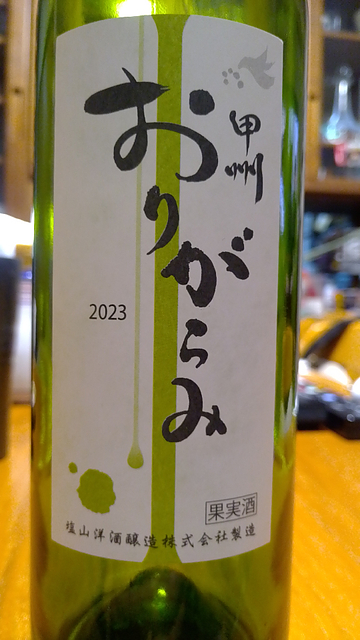 甲州
おりがらみ
2023
果実酒
塩山洋酒醸造株式会社製造